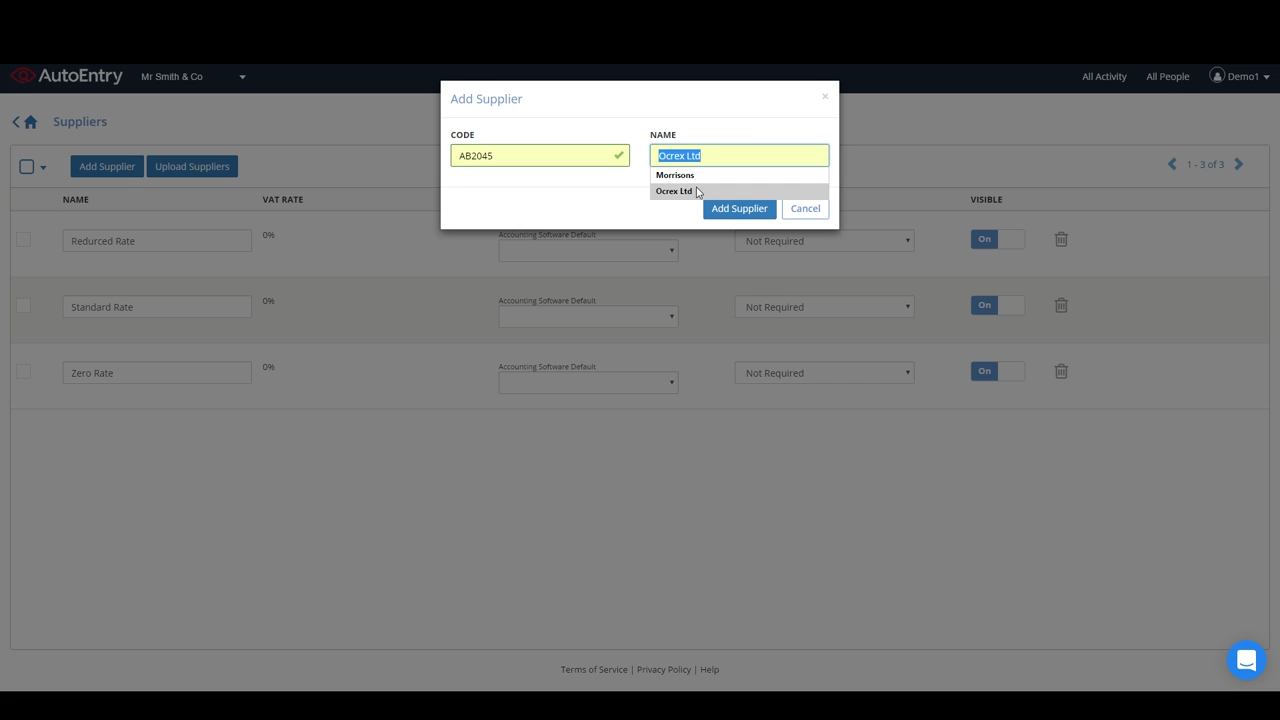 AutoEntry
Mr Smith & Co
All Activity
All People
Demo1
Add Supplier
×
CODE
NAME
AB2045
Ocrex Ltd
Morrisons
Ocrex Ltd
Add Supplier
Cancel
Suppliers
Add Supplier
Upload Suppliers
1 - 3 of 3
NAME
VAT RATE
VISIBLE
Redurced Rate
0%
Accounting Software Default
Not Required
On
Standard Rate
0%
Accounting Software Default
Not Required
On
Zero Rate
0%
Accounting Software Default
Not Required
On
Terms of Service | Privacy Policy | Help